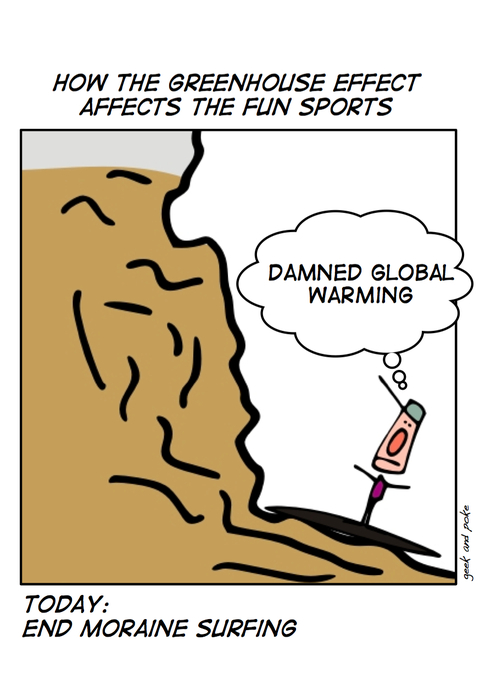 HOW THE GREENHOUSE EFFECT
AFFECTS THE FUN SPORTS
DAMNED GLOBAL
WARMING
geek and poke
TODAY:
END MORAINE SURFING